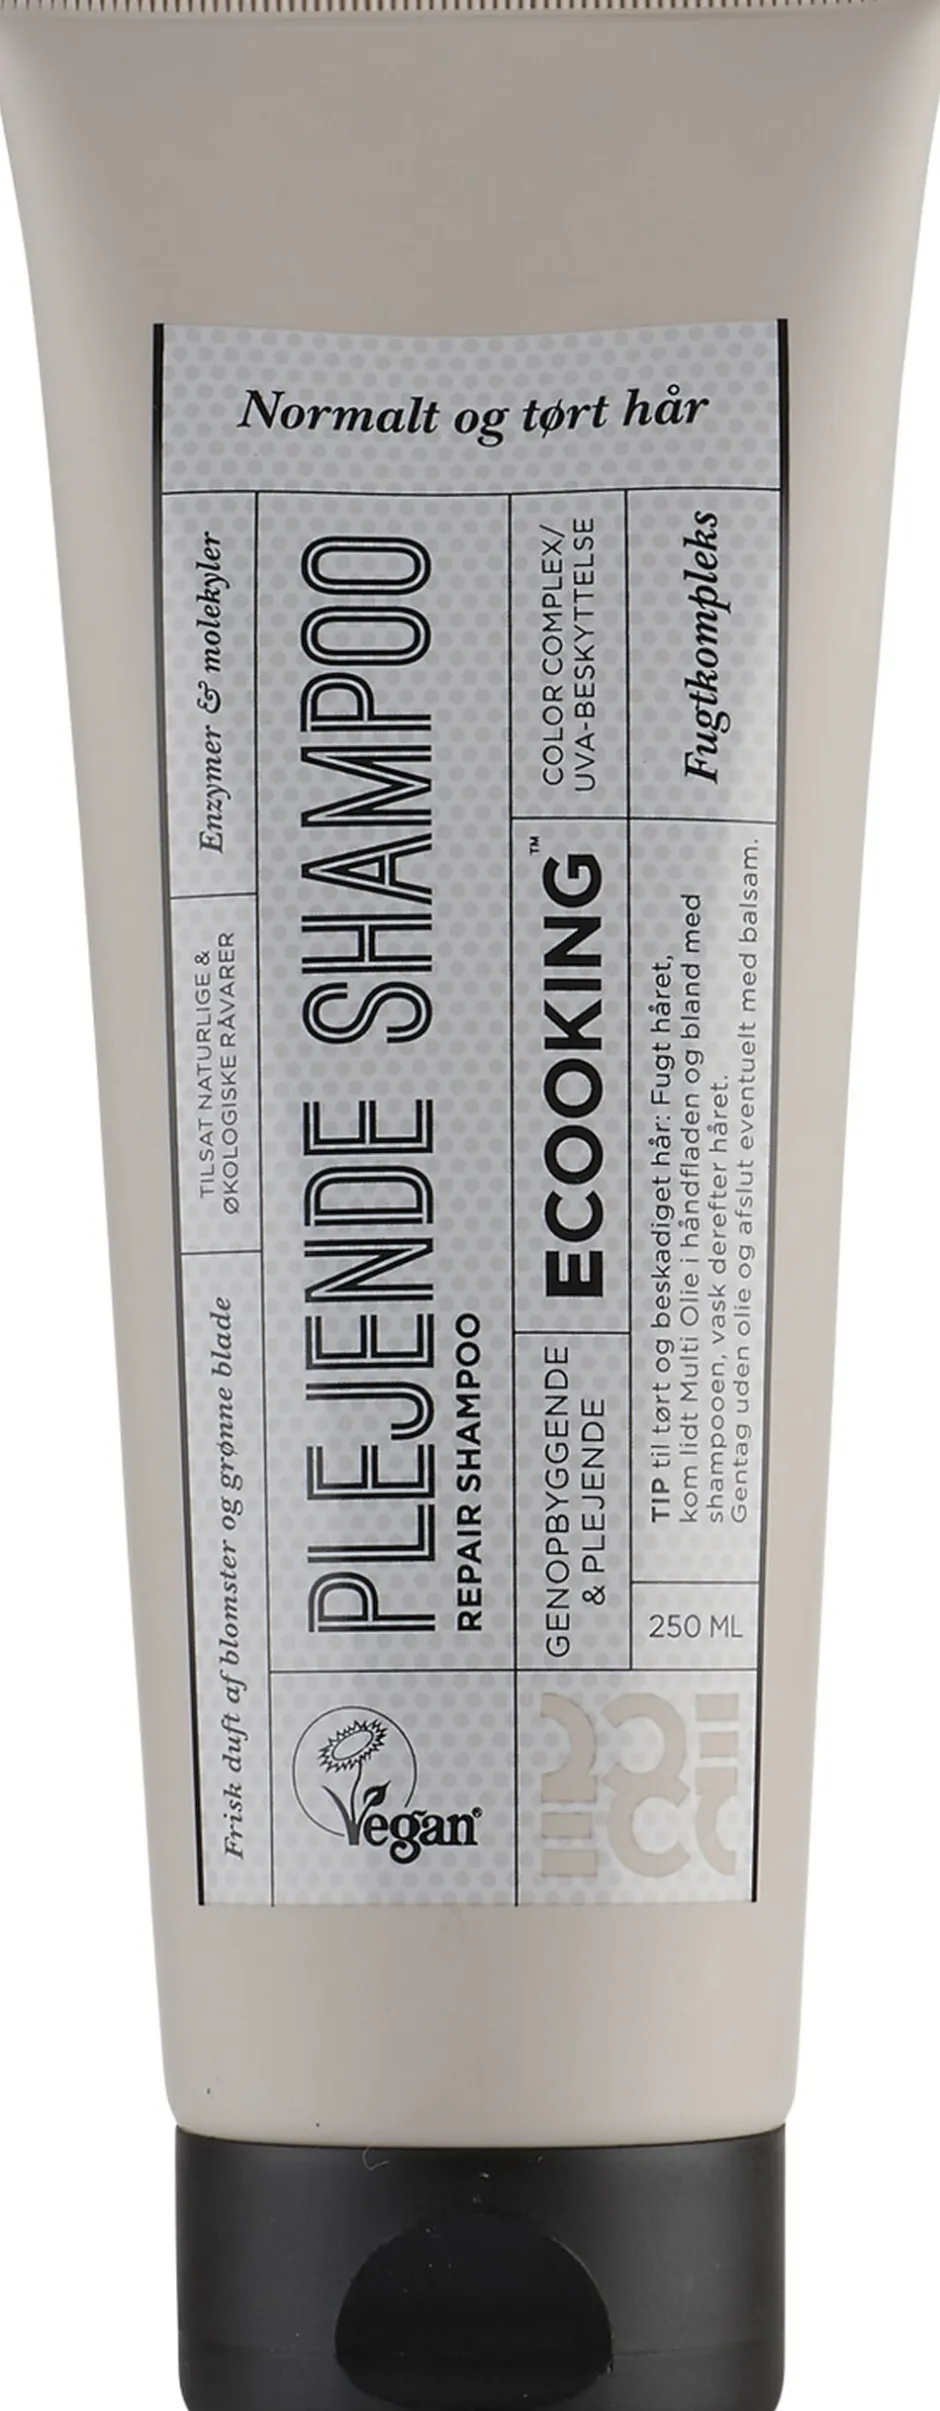 Normalt og tørt hår
Enzymer & molekyler
TILSAT NATURLIGE &
ØKOLOGISKE RÅVARER
Frisk duft af blomster og grønne blade
PLEJENDE SHAMPOO
REPAIR SHAMPOO
Vegan®
COLOR COMPLEX/
UVA-BESKYTTELSE
ECOOKING™
GENOPBYGGENDE
& PLEJENDE
Fugtkompleks
TIP til tørt og beskadiget hår: Fugt håret,
kom lidt Multi Olie i håndfladen og bland med
shampooen, vask derefter håret.
Gentag uden olie og afslut eventuelt med balsam.
250 ML